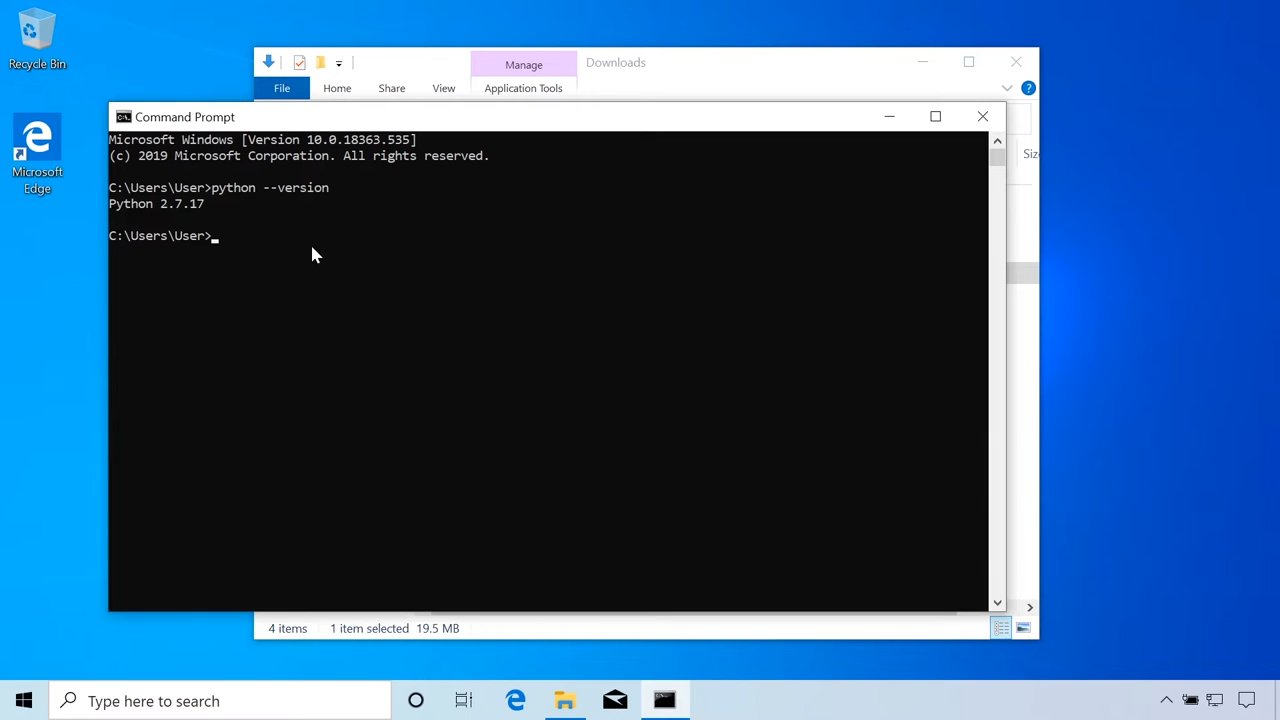 Recycle Bin
Microsoft
Edge
Manage
Downloads
File
Home
Share
View
Application Tools
?
Size
Command Prompt
C:\.
Microsoft Windows [Version 10.0.18363.535]
(c) 2019 Microsoft Corporation. All rights reserved.
C:\Users\User>python --version
Python 2.7.17
C:\Users\User>_
4 items
1 item selected
19.5 MB
Type here to search